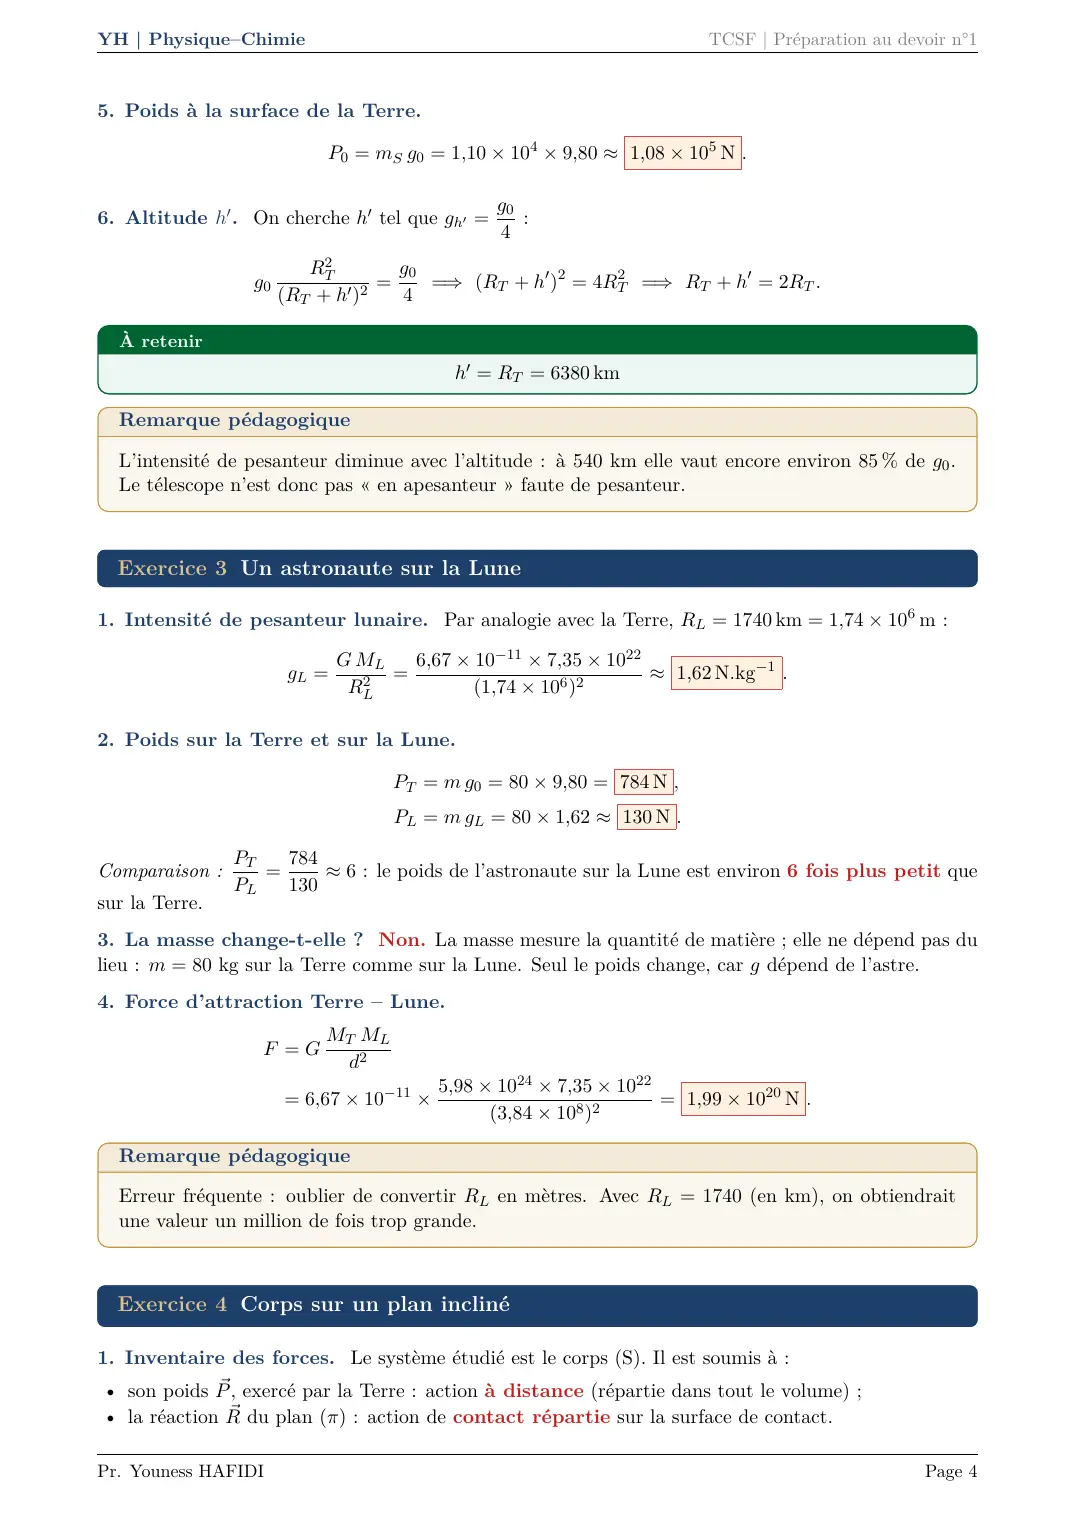 YH | Physique–Chimie TCSF | Préparation au devoir n°1
5. Poids à la surface de la Terre.
P₀ = m_S g₀ = 1,10 × 10⁴ × 9,80 ≈ 1,08 × 10⁵ N.
6. Altitude h′. On cherche h′ tel que g_h′ = g₀/4 :
g₀ R_T²/(R_T + h′)² = g₀/4 ⟹ (R_T + h′)² = 4R_T² ⟹ R_T + h′ = 2R_T.
À retenir
h′ = R_T = 6380 km
Remarque pédagogique
L'intensité de pesanteur diminue avec l'altitude : à 540 km elle vaut encore environ 85 % de g₀.
Le télescope n'est donc pas « en apesanteur » faute de pesanteur.
Exercice 3 Un astronaute sur la Lune
1. Intensité de pesanteur lunaire. Par analogie avec la Terre, R_L = 1740 km = 1,74 × 10⁶ m :
g_L = G M_L/R_L² = 6,67 × 10⁻¹¹ × 7,35 × 10²²/(1,74 × 10⁶)² ≈ 1,62 N.kg⁻¹.
2. Poids sur la Terre et sur la Lune.
P_T = m g₀ = 80 × 9,80 = 784 N,
P_L = m g_L = 80 × 1,62 ≈ 130 N.
Comparaison : P_T/P_L = 784/130 ≈ 6 : le poids de l'astronaute sur la Lune est environ 6 fois plus petit que
sur la Terre.
3. La masse change-t-elle ? Non. La masse mesure la quantité de matière ; elle ne dépend pas du
lieu : m = 80 kg sur la Terre comme sur la Lune. Seul le poids change, car g dépend de l'astre.
4. Force d'attraction Terre – Lune.
F = G M_T M_L/d²
= 6,67 × 10⁻¹¹ × 5,98 × 10²⁴ × 7,35 × 10²²/(3,84 × 10⁸)² = 1,99 × 10²⁰ N.
Remarque pédagogique
Erreur fréquente : oublier de convertir R_L en mètres. Avec R_L = 1740 (en km), on obtiendrait
une valeur un million de fois trop grande.
Exercice 4 Corps sur un plan incliné
1. Inventaire des forces. Le système étudié est le corps (S). Il est soumis à :
• son poids P⃗, exercé par la Terre : action à distance (répartie dans tout le volume) ;
• la réaction R⃗ du plan (π) : action de contact répartie sur la surface de contact.
Pr. Youness HAFIDI Page 4